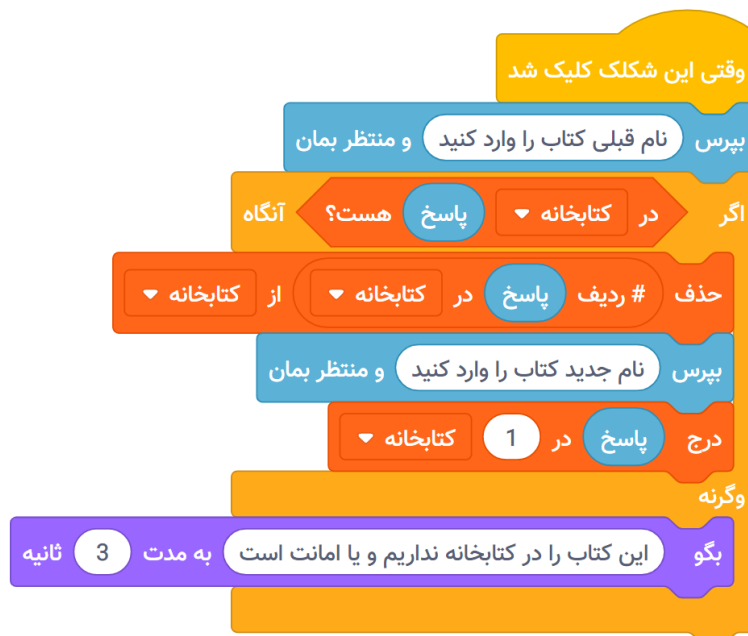 وقتی این شکلک کلیک شد
بپرس نام قبلی کتاب را وارد کنید و منتظر بمان
اگر در کتابخانه پاسخ هست؟ آنگاه
حذف # ردیف پاسخ در کتابخانه از کتابخانه
بپرس نام جدید کتاب را وارد کنید و منتظر بمان
درج پاسخ در 1 کتابخانه
وگرنه
بگو این کتاب را در کتابخانه نداریم و یا امانت است به مدت 3 ثانیه